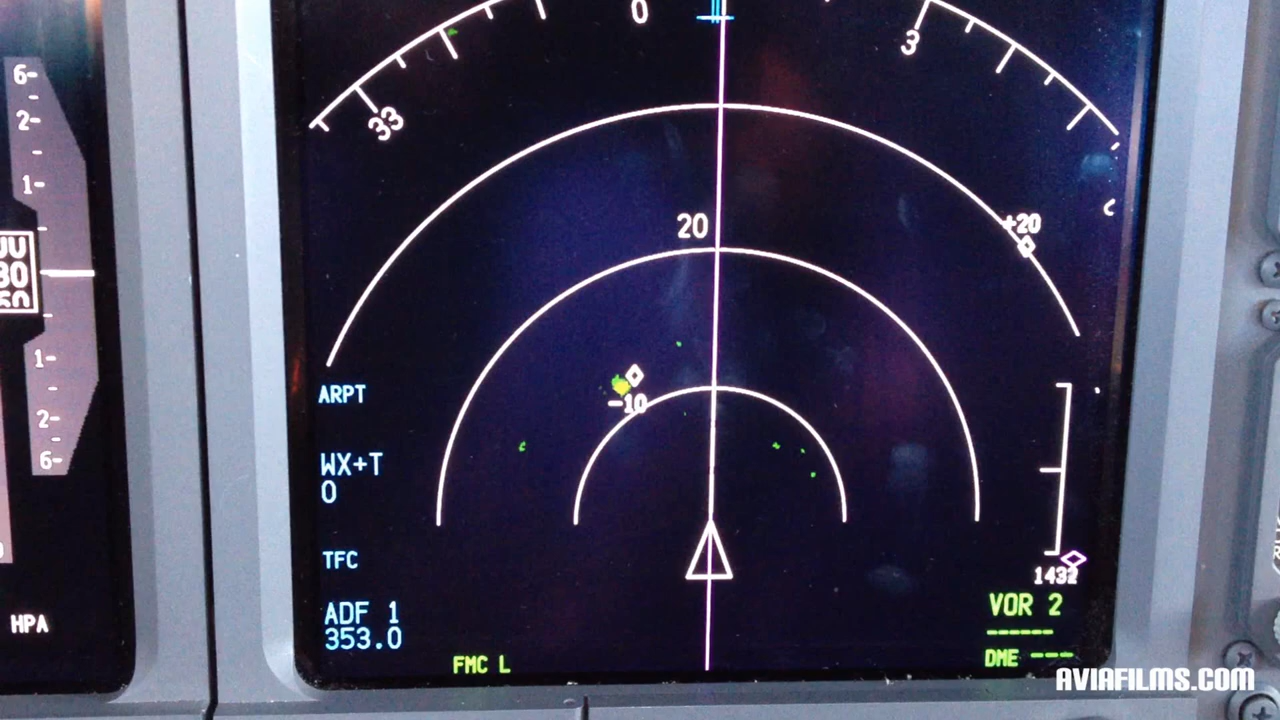 6-
2-
1-
80
1-
2-
6-
HPA
0
3
33
20
+20
-10
ARPT
WX+T
0
TFC
ADF 1
353.0
FMC L
1432
VOR 2
------
DME ---
AVIAFILMS.COM